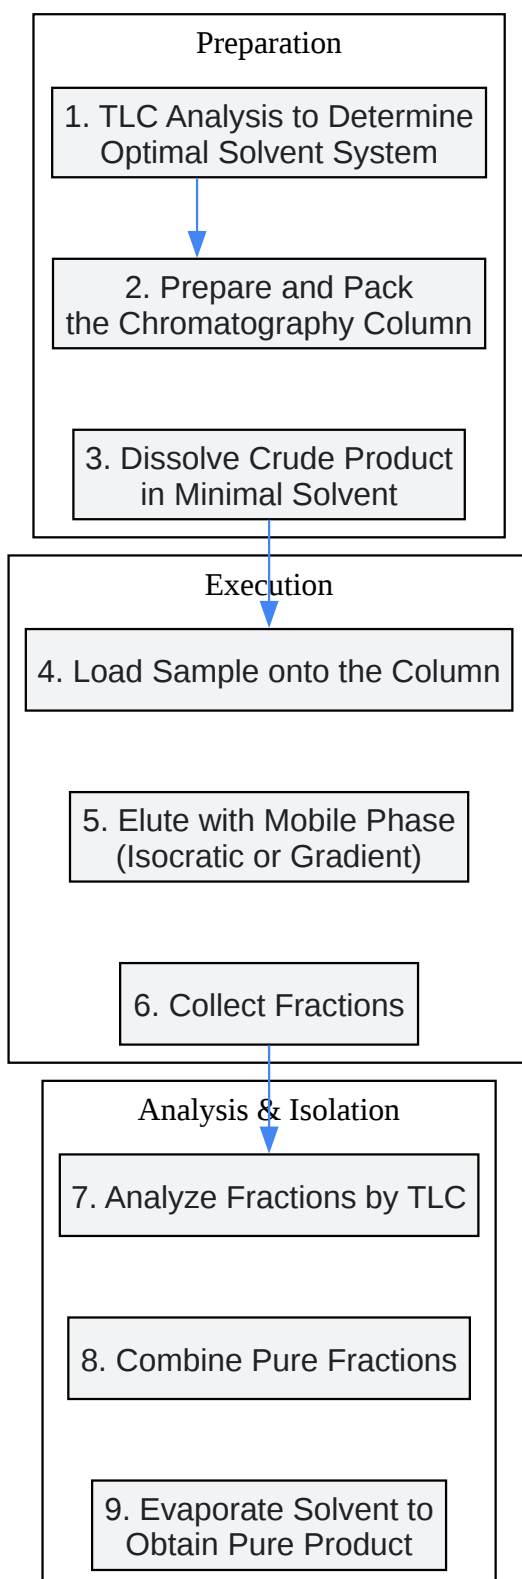 Preparation
1. TLC Analysis to Determine
Optimal Solvent System
2. Prepare and Pack
the Chromatography Column
3. Dissolve Crude Product
in Minimal Solvent
Execution
4. Load Sample onto the Column
5. Elute with Mobile Phase
(Isocratic or Gradient)
6. Collect Fractions
Analysis & Isolation
7. Analyze Fractions by TLC
8. Combine Pure Fractions
9. Evaporate Solvent to
Obtain Pure Product